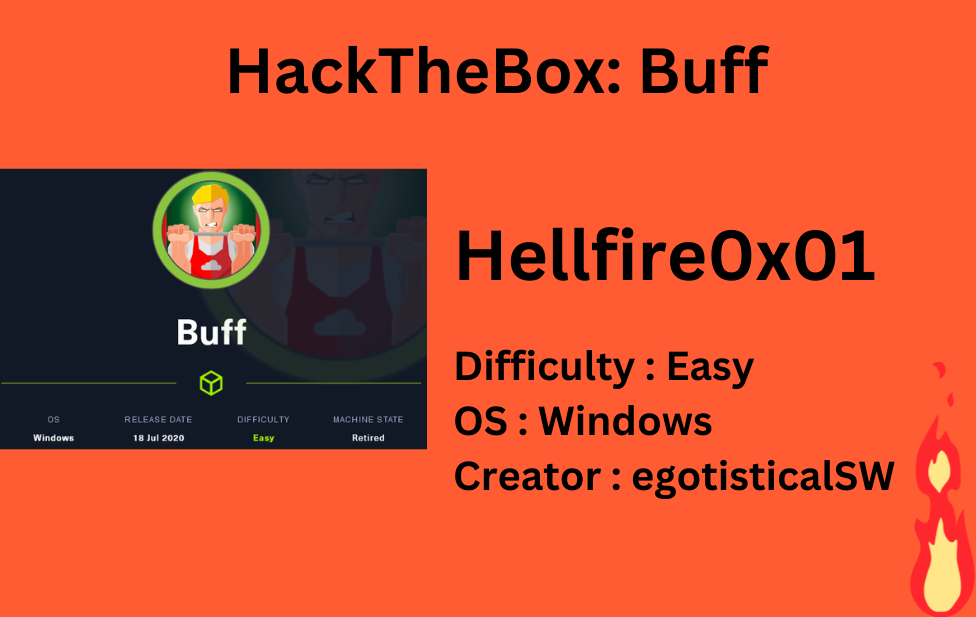 HackTheBox: Buff
Buff
OS RELEASE DATE DIFFICULTY MACHINE STATE
Windows 18 Jul 2020 Easy Retired
Hellfire0x01
Difficulty : Easy
OS : Windows
Creator : egotisticalSW